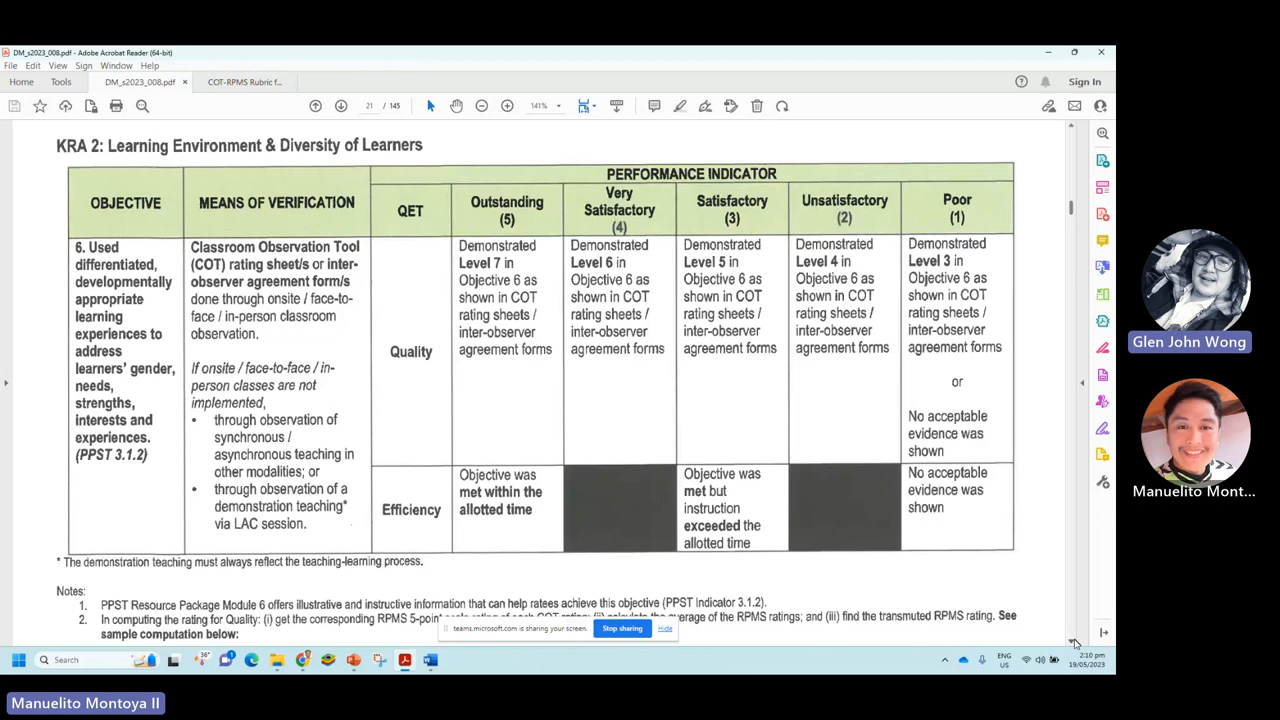 DM_s2023_008.pdf - Adobe Acrobat Reader (64-bit)
File Edit View Sign Window Help
Home Tools DM_s2023_008.pdf × COT-RPMS Rubric f... Sign In
21 / 145 141%
KRA 2: Learning Environment & Diversity of Learners
OBJECTIVE
MEANS OF VERIFICATION
PERFORMANCE INDICATOR
QET
Outstanding
(5)
Very
Satisfactory
(4)
Satisfactory
(3)
Unsatisfactory
(2)
Poor
(1)
6. Used
differentiated,
developmentally
appropriate
learning
experiences to
address
learners' gender,
needs,
strengths,
interests and
experiences.
(PPST 3.1.2)
Classroom Observation Tool
(COT) rating sheet/s or inter-
observer agreement form/s
done through onsite / face-to-
face / in-person classroom
observation.
If onsite / face-to-face / in-
person classes are not
implemented,
• through observation of
synchronous /
asynchronous teaching in
other modalities; or
• through observation of a
demonstration teaching*
via LAC session.
Quality
Demonstrated
Level 7 in
Objective 6 as
shown in COT
rating sheets /
inter-observer
agreement forms
Demonstrated
Level 6 in
Objective 6 as
shown in COT
rating sheets /
inter-observer
agreement forms
Demonstrated
Level 5 in
Objective 6 as
shown in COT
rating sheets /
inter-observer
agreement forms
Demonstrated
Level 4 in
Objective 6 as
shown in COT
rating sheets /
inter-observer
agreement forms
Demonstrated
Level 3 in
Objective 6 as
shown in COT
rating sheets /
inter-observer
agreement forms
or
No acceptable
evidence was
shown
Efficiency
Objective was
met within the
allotted time
Objective was
met but
instruction
exceeded the
allotted time
No acceptable
evidence was
shown
* The demonstration teaching must always reflect the teaching-learning process.
Notes:
1. PPST Resource Package Module 6 offers illustrative and instructive information that can help ratees achieve this objective (PPST Indicator 3.1.2).
2. In computing the rating for Quality: (i) get the corresponding RPMS 5-point average of the RPMS ratings; and (iii) find the transmuted RPMS rating. See
sample computation below:
teams.microsoft.com is sharing your screen. Stop sharing Hide
Search
36°
ENG
US
2:10 pm
19/05/2023
Glen John Wong
Manuelito Mont...
Manuelito Montoya II